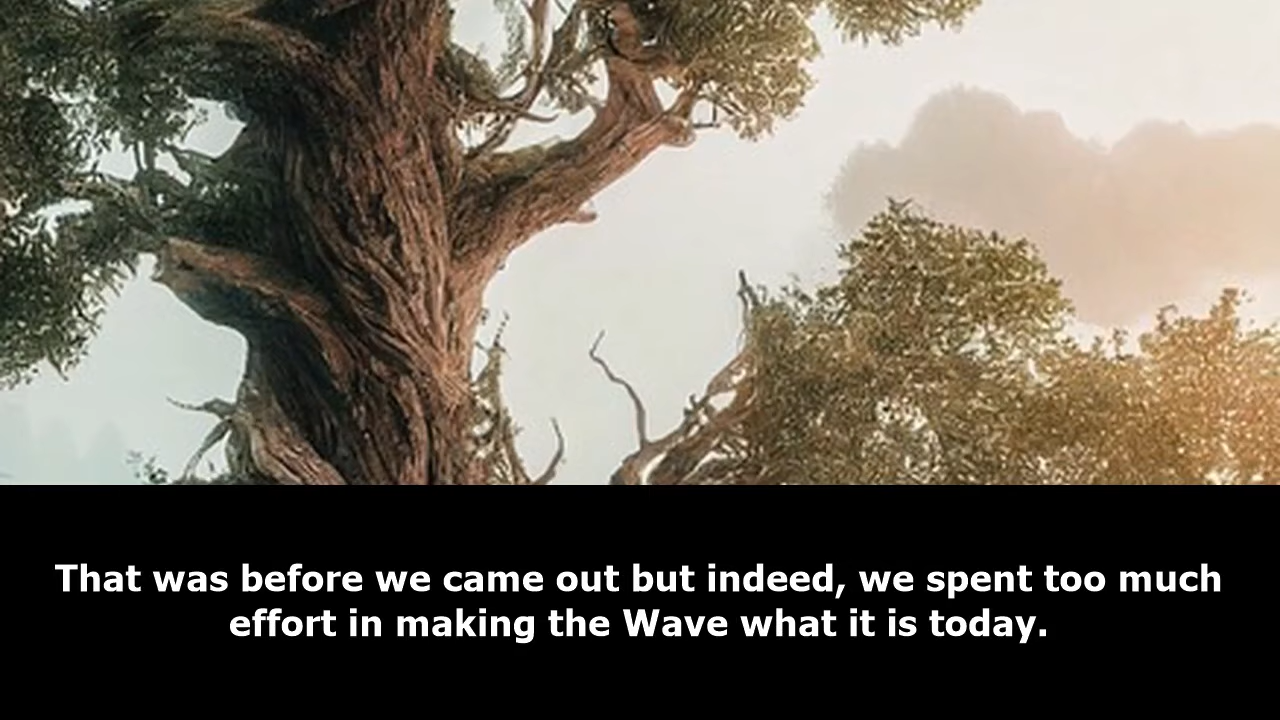 That was before we came out but indeed, we spent too much
effort in making the Wave what it is today.